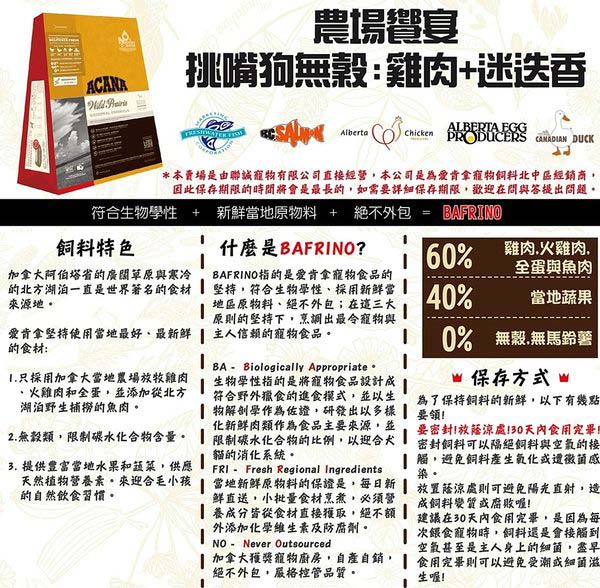 農場饗宴
挑嘴狗無穀:雞肉+迷迭香
ACANA
Wild Prairie
REGIONAL FORMULA
MARKETING
FRESHWATER FISH
CORPORATION
BC SALMON
Alberta Chicken
PRODUCERS
ALBERTA EGG
PRODUCERS
CANADIAN DUCK
*本賣場是由聯誠寵物有限公司直接經營,本公司是為愛肯拿寵物飼料北中區經銷商,
因此保存期限的時間將會是最長的,如需要詳細保存期限,歡迎在問與答提出問題。
符合生物學性 + 新鮮當地原物料 + 絕不外包 = BAFRINO
飼料特色
加拿大阿伯塔省的廣闊草原與寒冷
的北方湖泊一直是世界著名的食材
來源地。
愛肯拿堅持使用當地最好、最新鮮
的食材:
1.只採用加拿大當地農場放牧雞肉
、火雞肉和全蛋,並添加從北方
湖泊野生捕撈的魚肉。
2.無穀類,限制碳水化合物含量。
3. 提供豐富當地水果和蔬菜,供應
天然植物營養素。來迎合毛小孩
的自然飲食習慣。
什麼是BAFRINO?
BAFRINO指的是愛肯拿寵物食品的
堅持,符合生物學性、採用新鮮當
地區原物料、絕不外包;在這三大
原則的堅持下,烹調出最令寵物與
主人信賴的寵物食品。
BA - Biologically Appropriate。
生物學性指的是將寵物食品設計成
符合野外獵食的進食模式,並以生
物解剖學作為佐證,研發出以多樣
化新鮮肉類作為食品主要來源,並
限制碳水化合物的比例,以迎合犬
貓的消化系統。
FRI - Fresh Regional Ingredients
當地新鮮原物料的保證是,每日新
鮮直送,小批量食材烹煮,必須營
養成分皆從食材直接獲取,絕不額
外添加化學維生素及防腐劑。
NO - Never Outsourced
加拿大獲獎寵物廚房,自產自銷,
絕不外包,嚴格控管品質。
60% 雞肉.火雞肉.
全蛋與魚肉
40% 當地蔬果
0% 無穀.無馬鈴薯
保存方式
為了保持飼料的新鮮,以下有幾點
要領!
要密封!放蔭涼處!30天內食用完畢!
密封飼料可以隔絕飼料與空氣的接
觸,避免飼料產生氧化或遭黴菌感
染。
放置蔭涼處則可避免陽光直射,造
成飼料變質或腐敗喔!
建議在30天內食用完畢,是因為每
次餵食寵物時,飼料還是會接觸到
空氣甚至是主人身上的細菌,盡早
食用完畢則可以避免受潮或細菌滋
生喔!